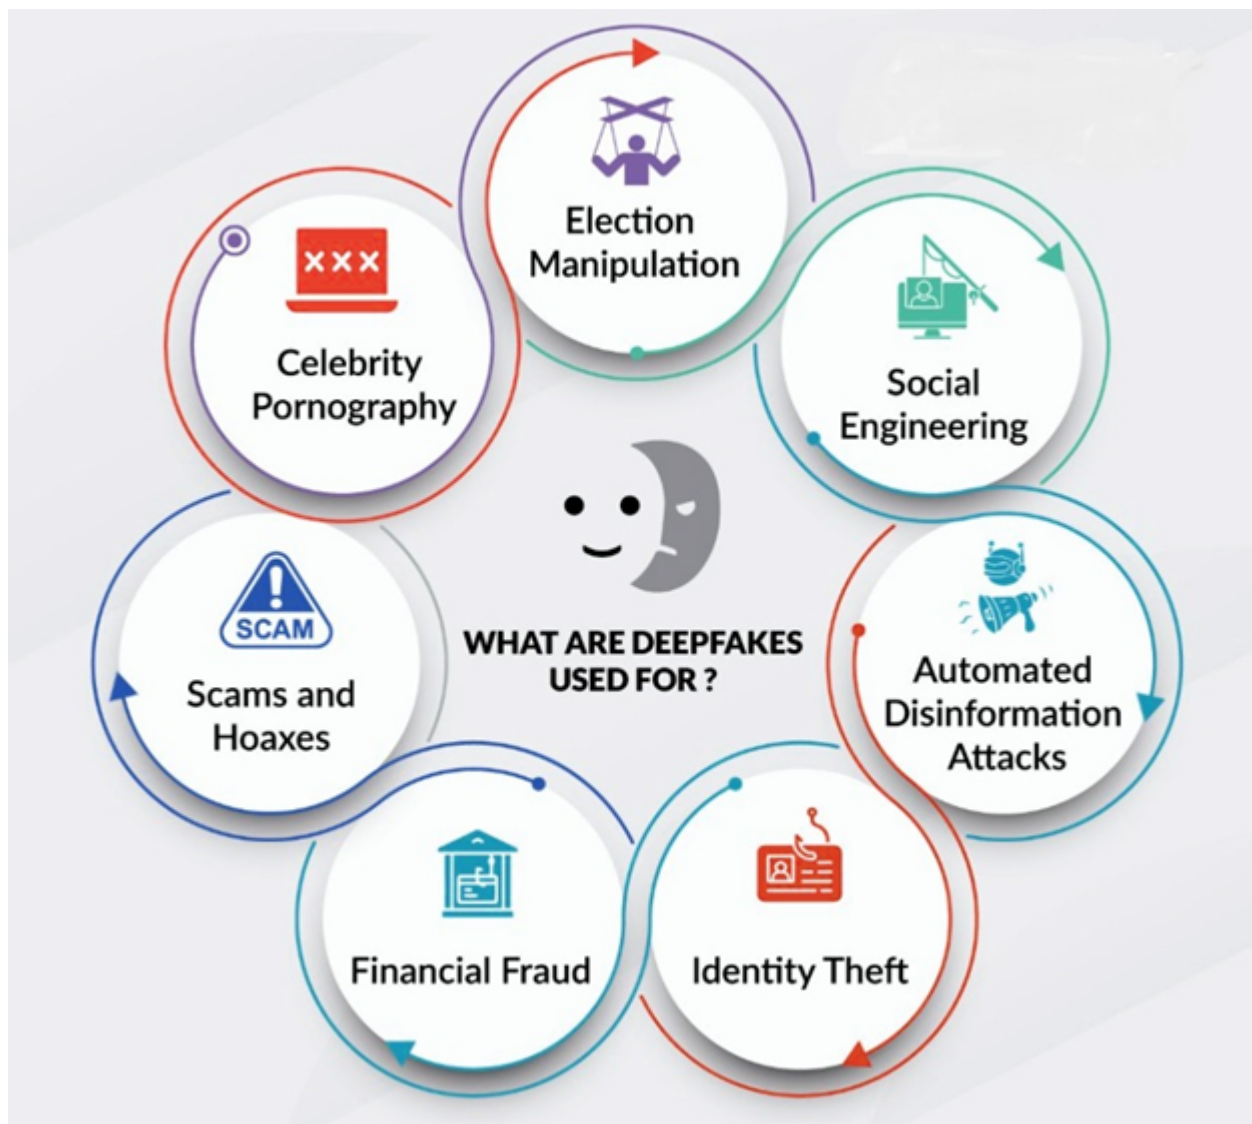 Election
Manipulation
Social
Engineering
Automated
Disinformation
Attacks
Identity Theft
Financial Fraud
SCAM
Scams and
Hoaxes
XXX
Celebrity
Pornography
WHAT ARE DEEPFAKES
USED FOR ?